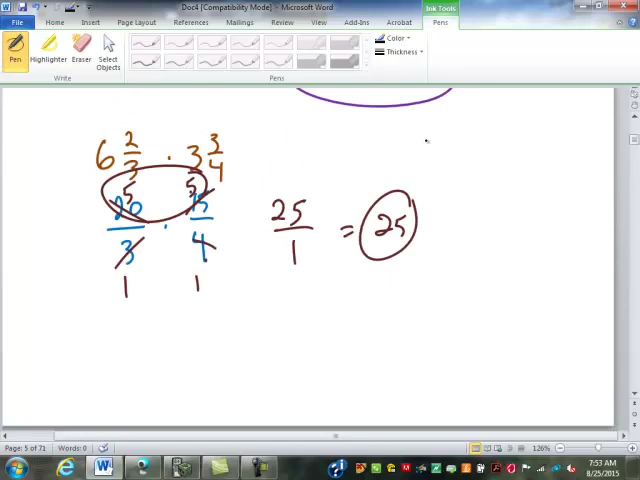 Doc4 [Compatibility Mode] - Microsoft Word
Ink Tools
File Home Insert Page Layout References Mailings Review View Add-Ins Acrobat Pens
Pen Highlighter Eraser Select Objects
Color
Thickness
Write Pens
6 2/3 · 3 3/4
5 5
20/3 · 15/4
1 1
25/1 = 25
Page: 5 of 71 Words: 0 126%
7:53 AM
8/25/2015